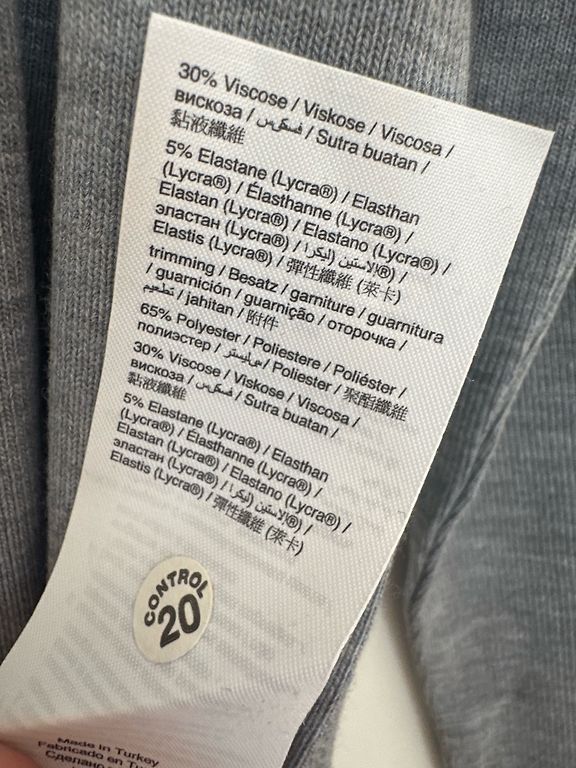 30% Viscose / Viskose / Viscosa /
вискоза / فسكوس / Sutra buatan /
黏液纖維
5% Elastane (Lycra®) / Elasthan
(Lycra®) / Élasthanne (Lycra®) /
Elastan (Lycra®) / Elastano (Lycra®) /
эластан (Lycra®) / الاستين (ليكرا®) /
Elastis (Lycra®) / 彈性纖維 (萊卡)
trimming / Besatz / garniture / guarnitura
/ guarnición / guarnição / оторочка /
تطعيم / jahitan / 附件
65% Polyester / Poliestere / Poliéster /
полиэстер / بوليستر / Poliester / 聚酯纖維
30% Viscose / Viskose / Viscosa /
вискоза / فسكوس / Sutra buatan /
黏液纖維
5% Elastane (Lycra®) / Elasthan
(Lycra®) / Élasthanne (Lycra®) /
Elastan (Lycra®) / Elastano (Lycra®) /
эластан (Lycra®) / الاستين (ليكرا®) /
Elastis (Lycra®) / 彈性纖維 (萊卡)
CONTROL
20
Made in Turkey
Fabricado en Tur
Сделано